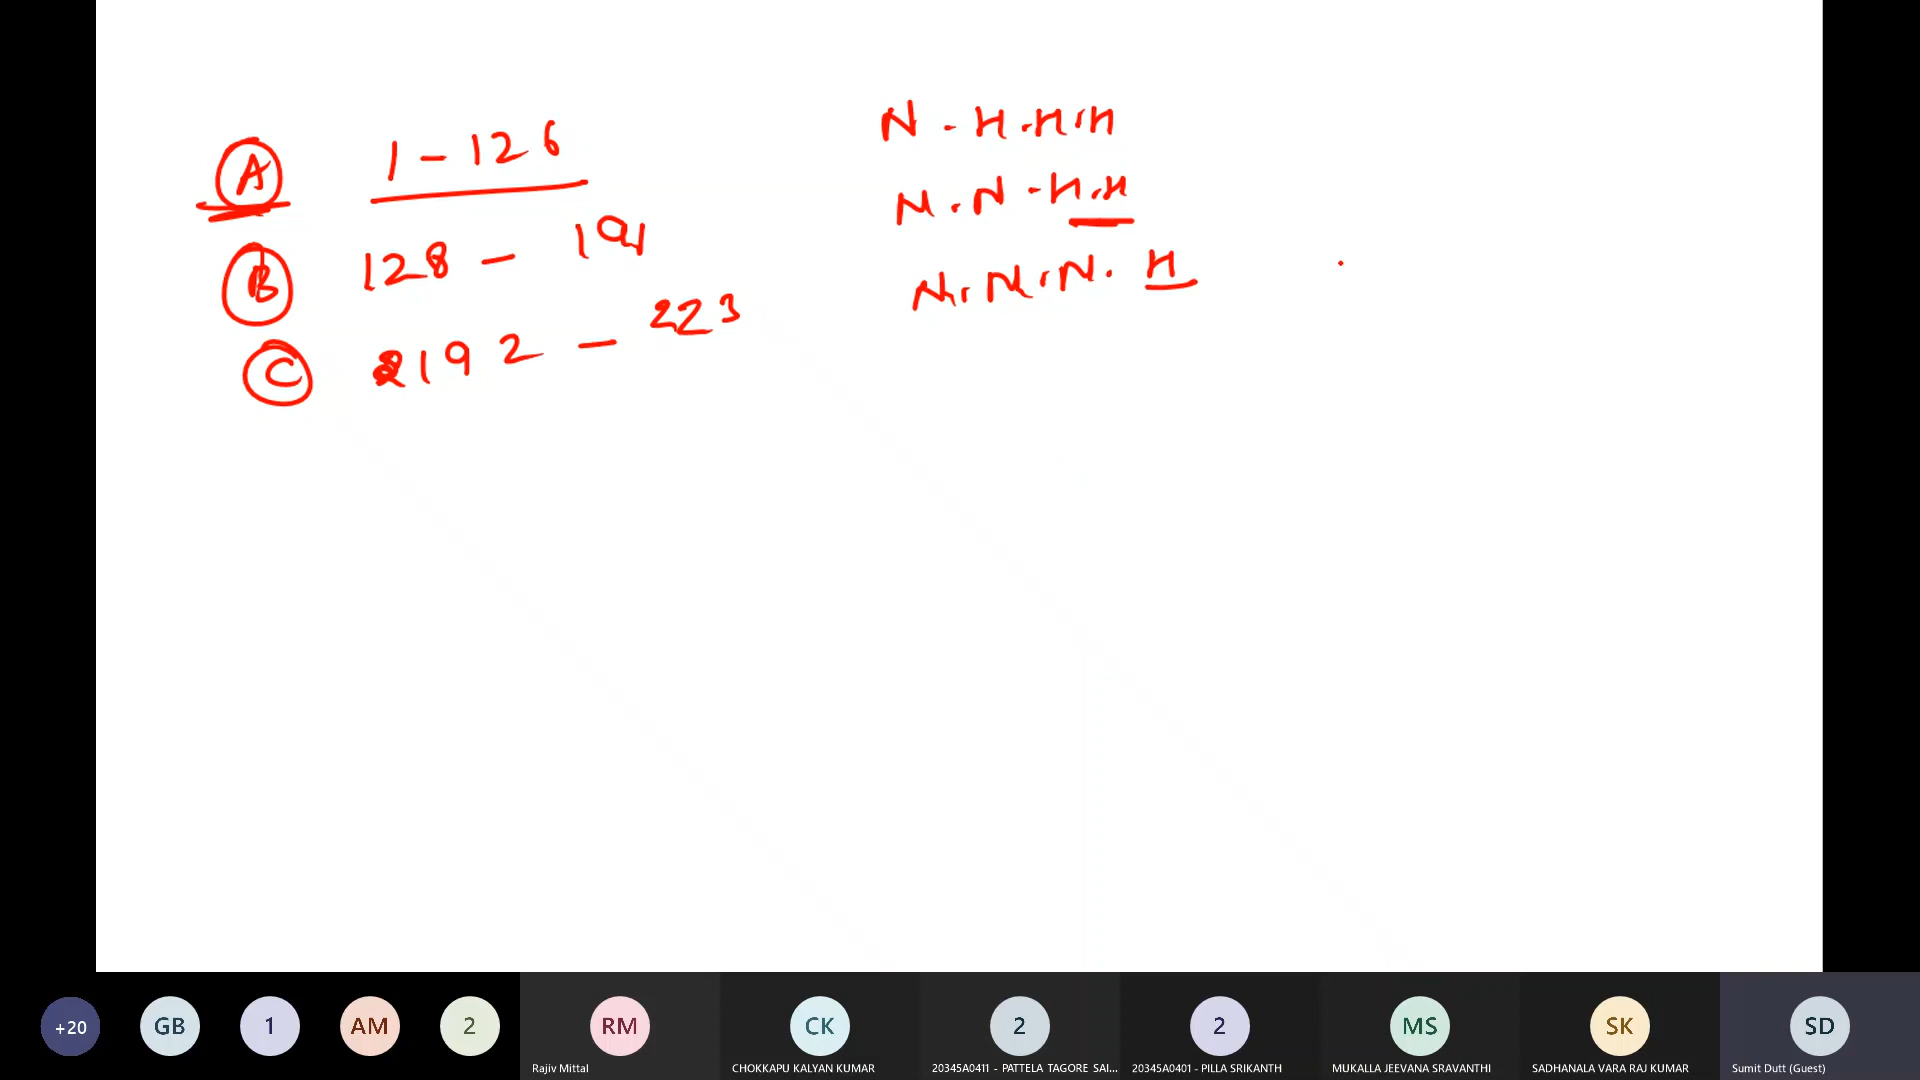 A 1 - 126
B 128 - 191
C 192 - 223
N . H . H . H
N . N . H . H
N . N . N . H
+20 GB 1 AM 2 RM CK 2 2 MS SK SD
Rajiv Mittal CHOKKAPU KALYAN KUMAR 20345A0411 - PATTELA TAGORE SAI... 20345A0401 - PILLA SRIKANTH MUKALLA JEEVANA SRAVANTHI SADHANALA VARA RAJ KUMAR Sumit Dutt (Guest)